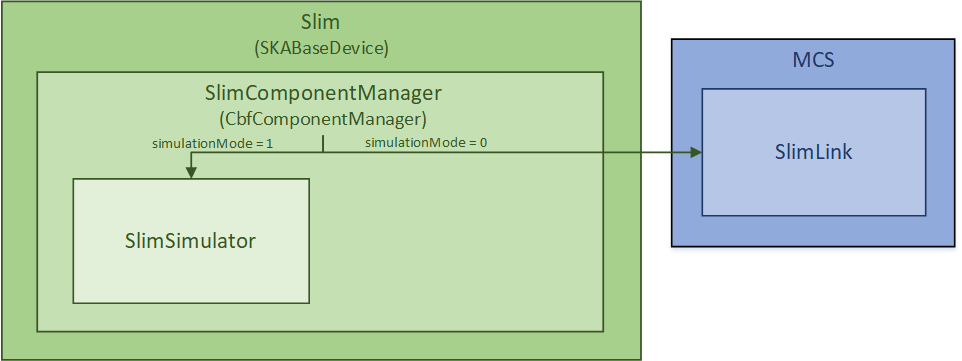 Slim
(SKABaseDevice)
SlimComponentManager
(CbfComponentManager)
simulationMode = 1
simulationMode = 0
SlimSimulator
MCS
SlimLink